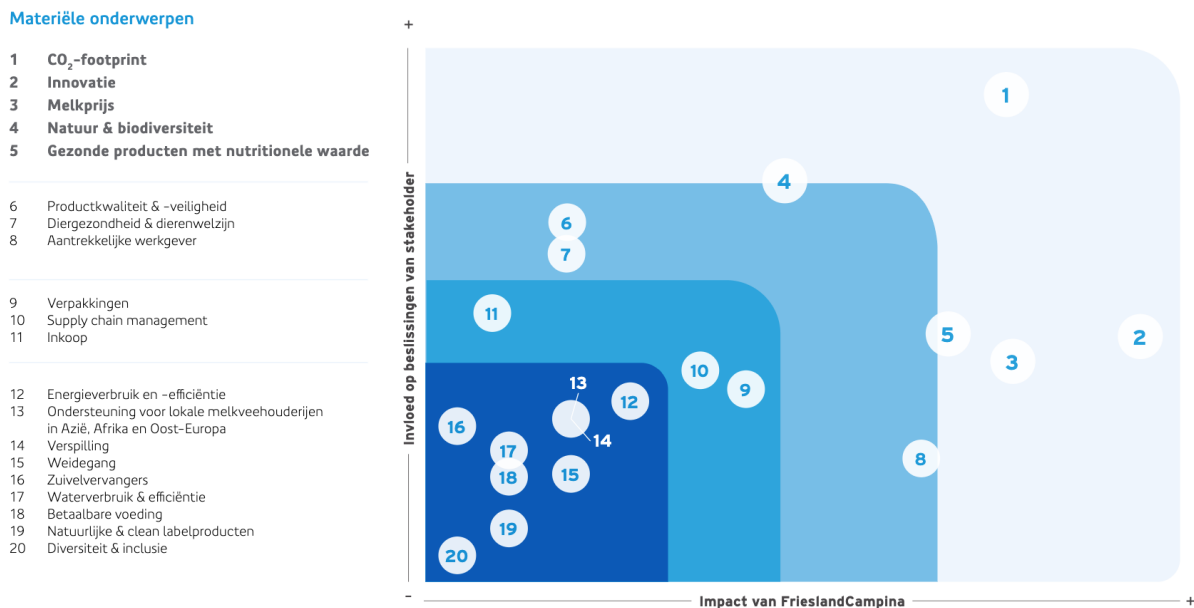 Materiële onderwerpen
1 CO₂-footprint
2 Innovatie
3 Melkprijs
4 Natuur & biodiversiteit
5 Gezonde producten met nutritionele waarde
6 Productkwaliteit & -veiligheid
7 Diergezondheid & dierenwelzijn
8 Aantrekkelijke werkgever
9 Verpakkingen
10 Supply chain management
11 Inkoop
12 Energieverbruik en -efficiëntie
13 Ondersteuning voor lokale melkveehouderijen
in Azië, Afrika en Oost-Europa
14 Verspilling
15 Weidegang
16 Zuivelvervangers
17 Waterverbruik & efficiëntie
18 Betaalbare voeding
19 Natuurlijke & clean labelproducten
20 Diversiteit & inclusie
+
Invloed op beslissingen van stakeholder
-
1
4
6
7
11
5
2
3
10
9
13
12
16
14
17
8
15
18
19
20
Impact van FrieslandCampina
+